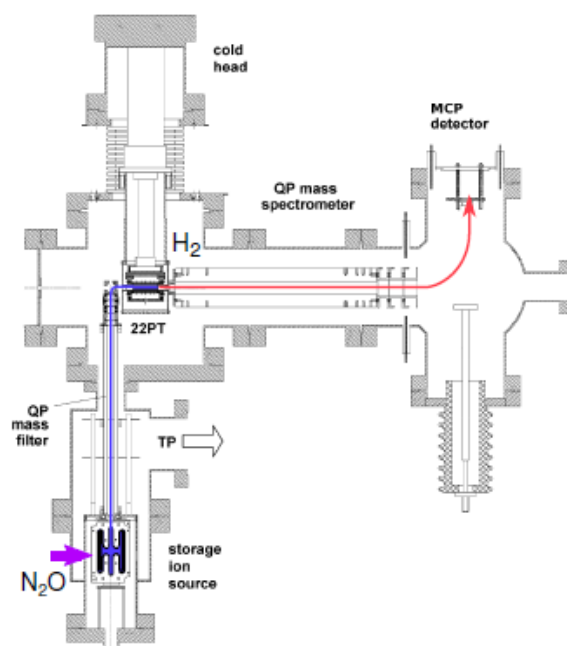 cold
head
MCP
detector
QP mass
spectrometer
H₂
22PT
QP
mass
filter
TP
storage
ion
source
N₂O